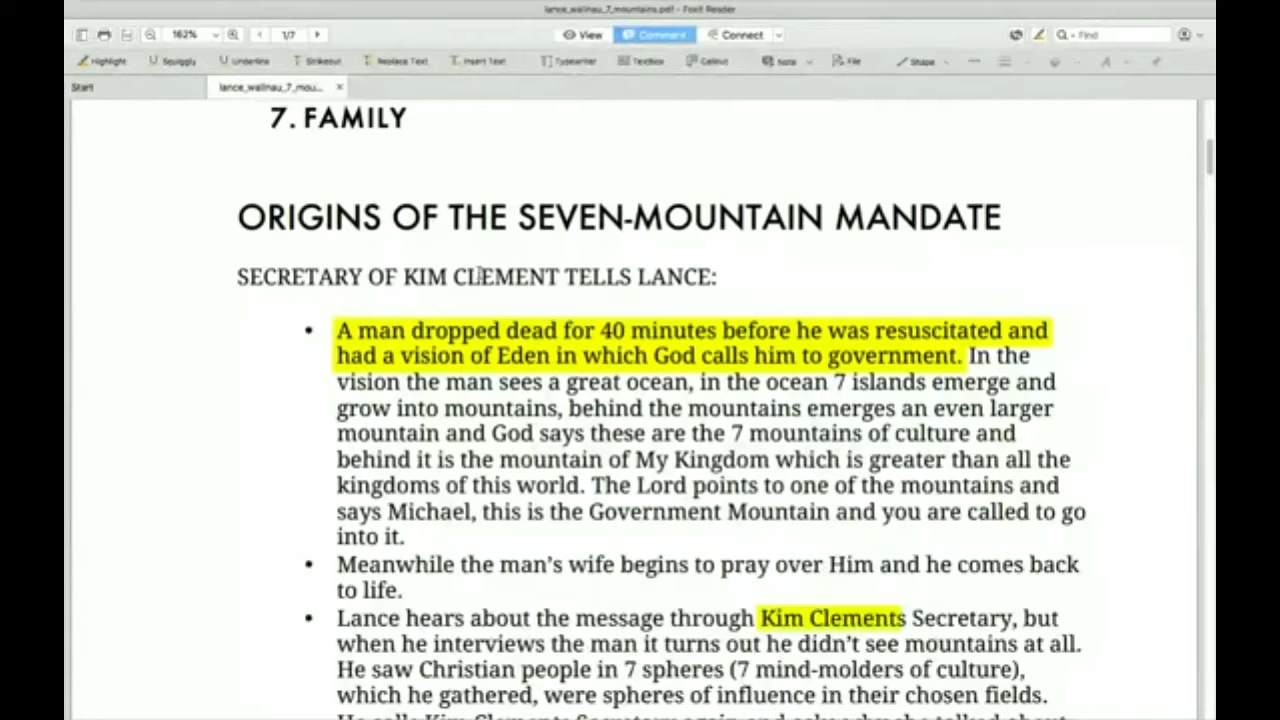 lance_wallnau_7_mountains.pdf - Foxit Reader
162% 1/7 View Comment Connect Find
Highlight Squiggly Underline Strikeout Replace Text Insert Text Typewriter Textbox Callout Note File Shape
Start lance_wallnau_7_mou... ×
7. FAMILY
ORIGINS OF THE SEVEN-MOUNTAIN MANDATE
SECRETARY OF KIM CLEMENT TELLS LANCE:
• A man dropped dead for 40 minutes before he was resuscitated and
had a vision of Eden in which God calls him to government. In the
vision the man sees a great ocean, in the ocean 7 islands emerge and
grow into mountains, behind the mountains emerges an even larger
mountain and God says these are the 7 mountains of culture and
behind it is the mountain of My Kingdom which is greater than all the
kingdoms of this world. The Lord points to one of the mountains and
says Michael, this is the Government Mountain and you are called to go
into it.
• Meanwhile the man’s wife begins to pray over Him and he comes back
to life.
• Lance hears about the message through Kim Clements Secretary, but
when he interviews the man it turns out he didn’t see mountains at all.
He saw Christian people in 7 spheres (7 mind-molders of culture),
which he gathered, were spheres of influence in their chosen fields.